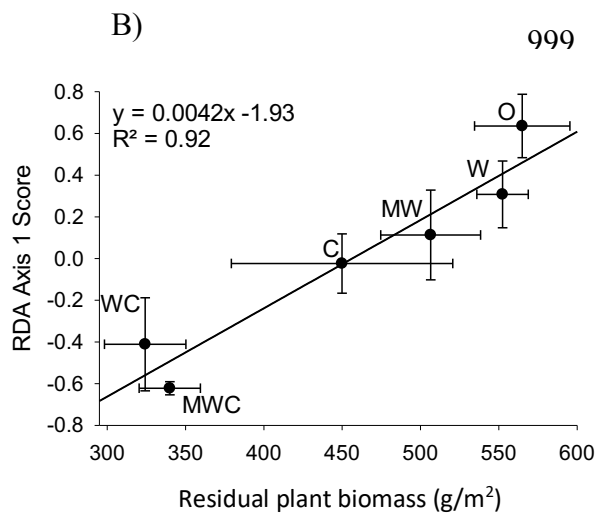 B)
999
y = 0.0042x -1.93
R² = 0.92
RDA Axis 1 Score
0.8
0.6
0.4
0.2
0.0
-0.2
-0.4
-0.6
-0.8
O
W
MW
C
WC
MWC
300
350
400
450
500
550
600
Residual plant biomass (g/m²)